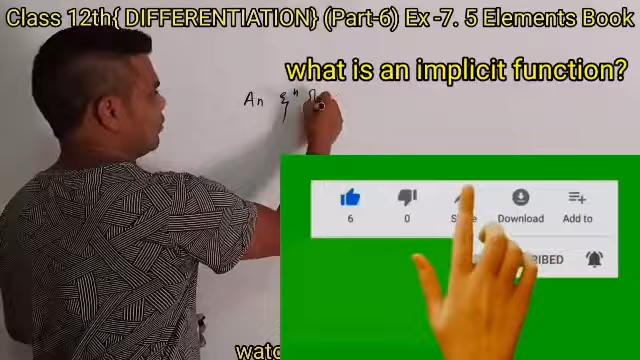 Class 12th{ DIFFERENTIATION} (Part-6) Ex -7. 5 Elements Book
what is an implicit function?
An
6
0
Download
Add to
watc